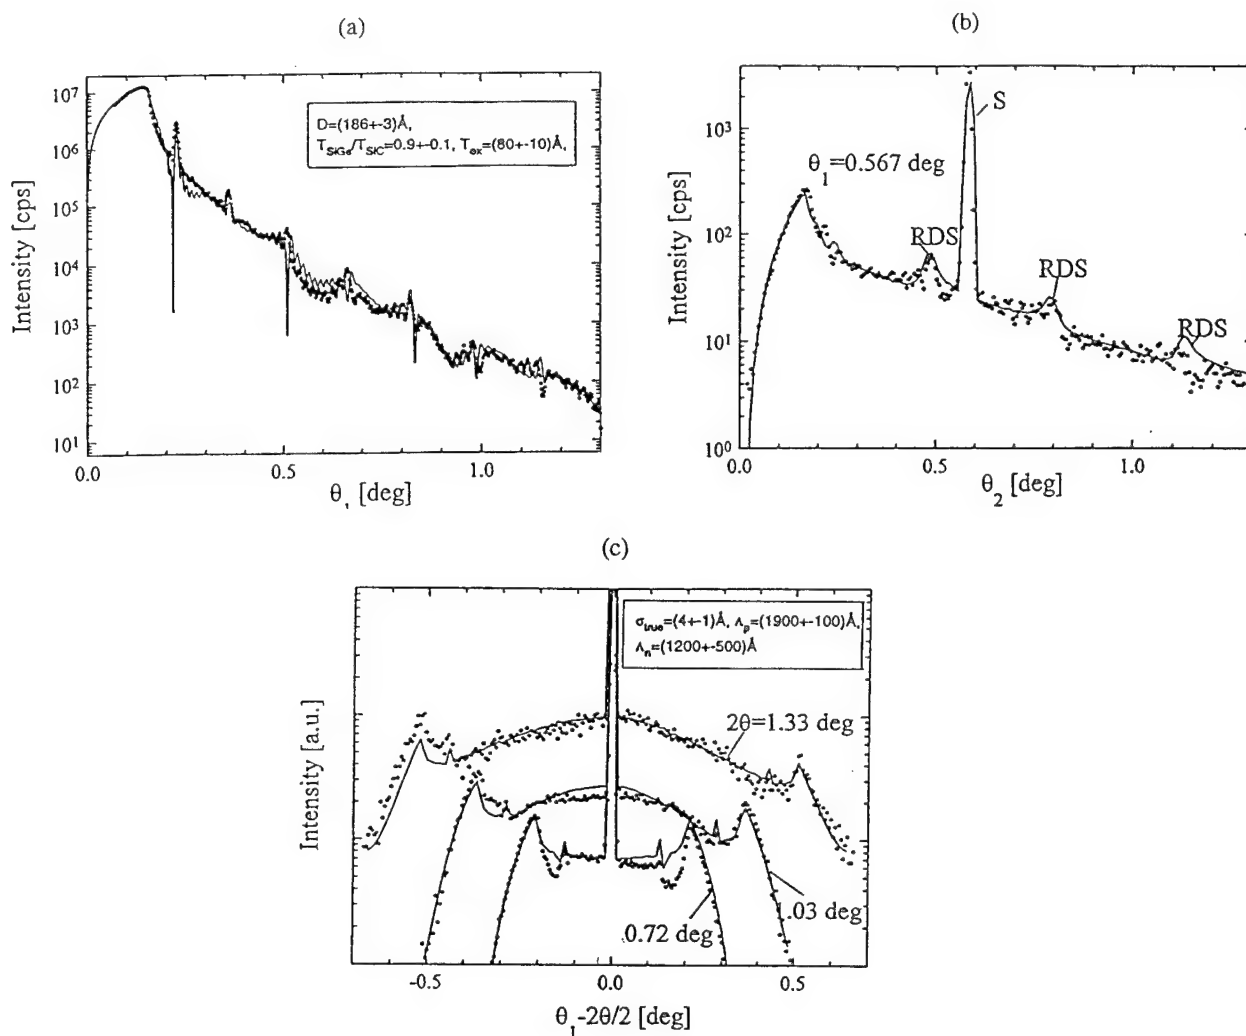 (a)
10⁷
10⁶
10⁵
10⁴
10³
10²
10¹
Intensity [cps]
D=(186+-3)Å,
T_SiGe/T_SiC=0.9+-0.1, T_ox=(80+-10)Å,
0.0
0.5
1.0
θ₁ [deg]
(b)
10³
10²
10¹
10⁰
Intensity [cps]
S
θ₁=0.567 deg
RDS
RDS
RDS
0.0
0.5
1.0
θ₂ [deg]
(c)
Intensity [a.u.]
σ_true=(4+-1)Å, Λ_p=(1900+-100)Å,
Λ_n=(1200+-500)Å
2θ=1.33 deg
1.03 deg
0.72 deg
-0.5
0.0
0.5
θ₁-2θ/2 [deg]